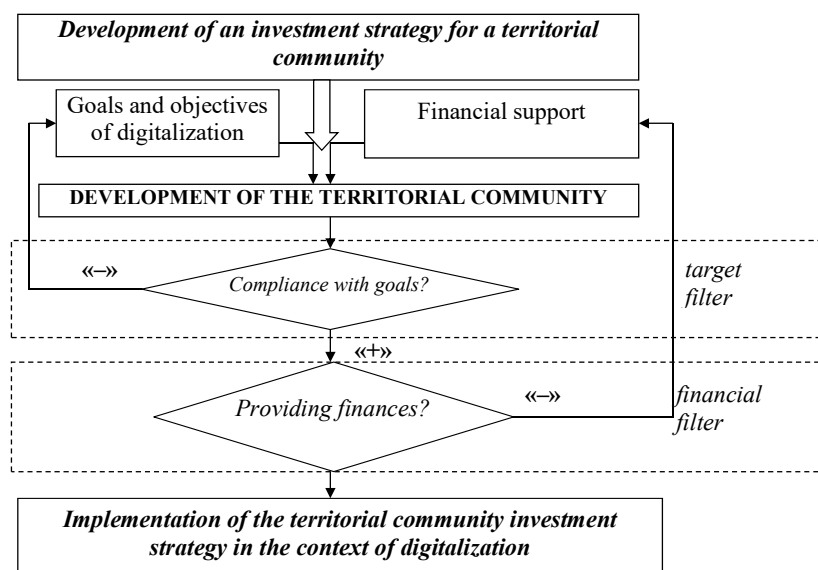 Development of an investment strategy for a territorial
community
Goals and objectives
of digitalization
Financial support
DEVELOPMENT OF THE TERRITORIAL COMMUNITY
«–»
Compliance with goals?
target
filter
«+»
Providing finances?
«–»
financial
filter
Implementation of the territorial community investment
strategy in the context of digitalization